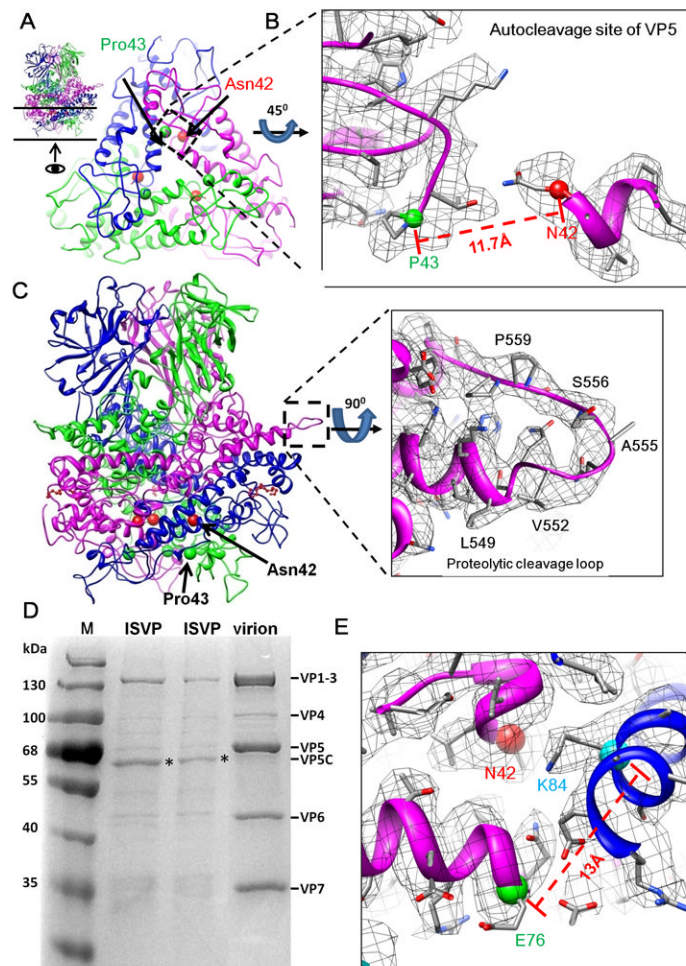 A
Pro43
Asn42
45⁰
B
Autocleavage site of VP5
P43
11.7Å
N42
C
Asn42
Pro43
90⁰
P559
S556
A555
V552
L549
Proteolytic cleavage loop
D
M ISVP ISVP virion
kDa
130
100
68
55
40
35
VP1-3
VP4
VP5
VP5C
* *
VP6
VP7
E
N42
K84
13Å
E76